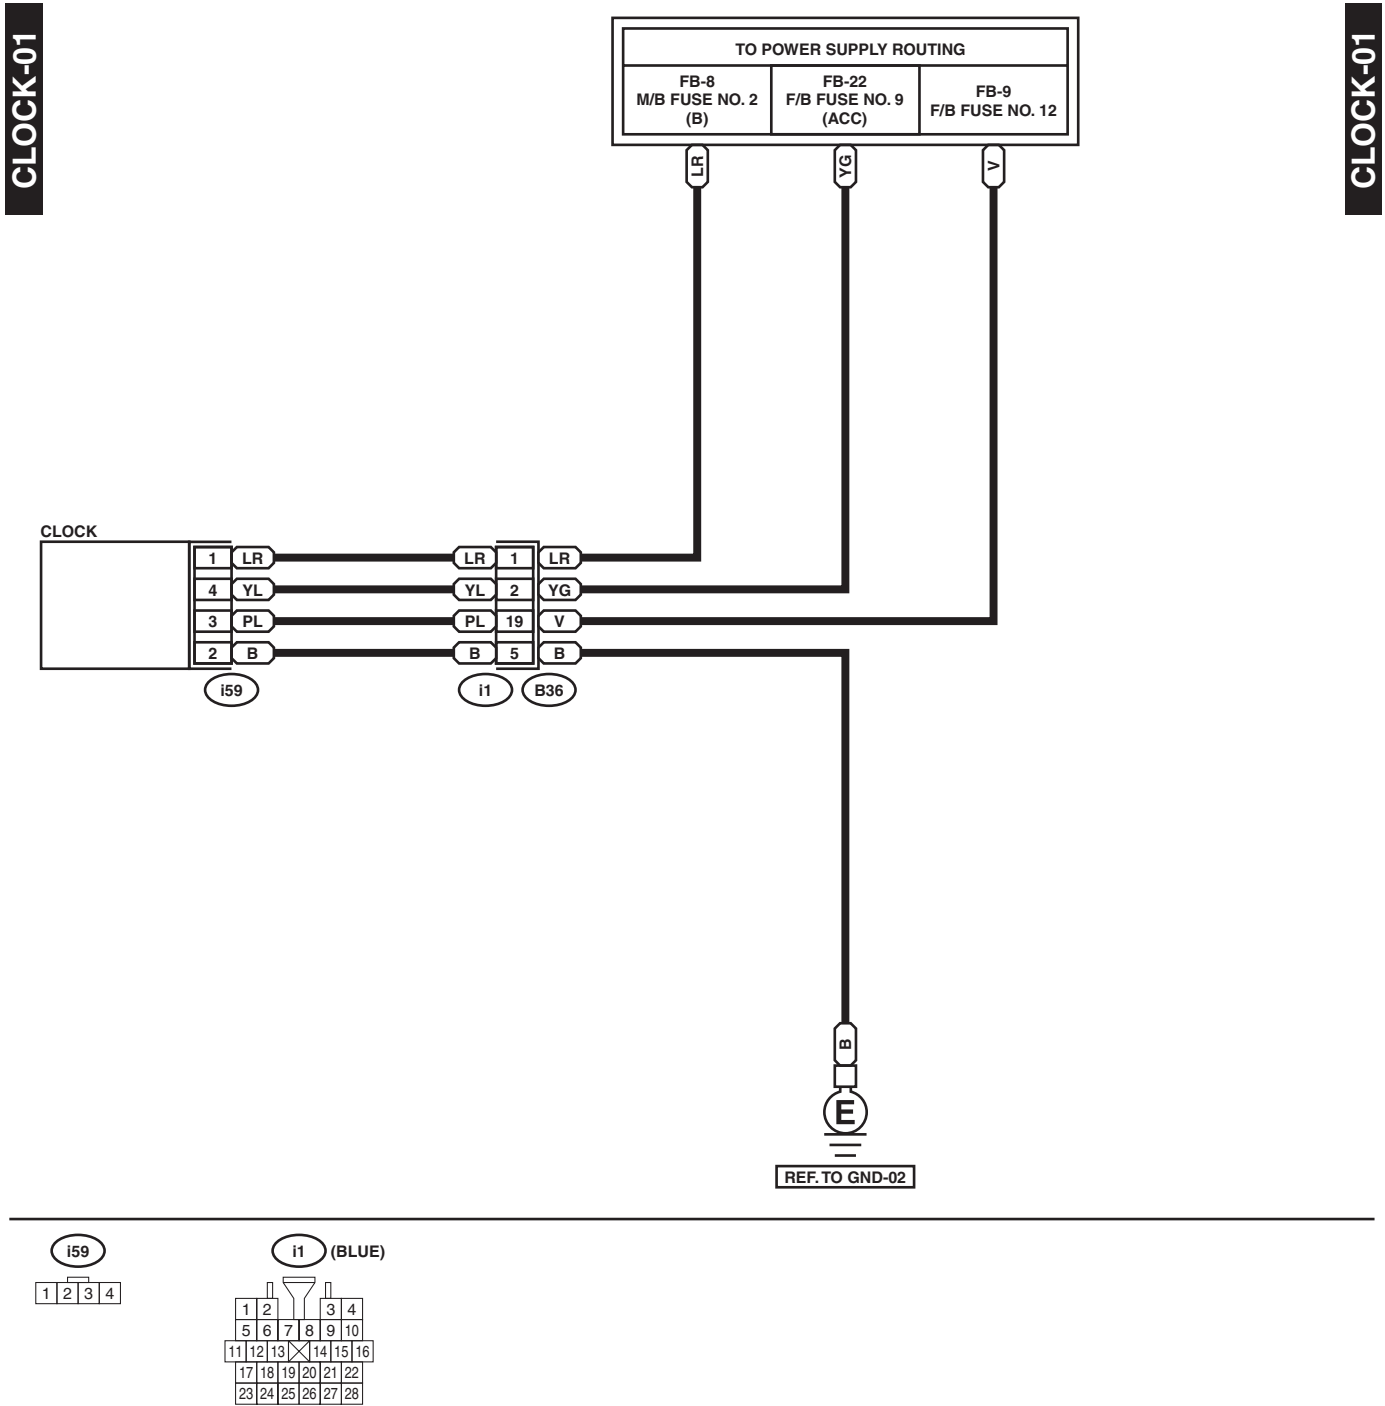 CLOCK-01
CLOCK-01
TO POWER SUPPLY ROUTING
FB-8
M/B FUSE NO. 2
(B)
FB-22
F/B FUSE NO. 9
(ACC)
FB-9
F/B FUSE NO. 12
LR
YG
V
CLOCK
1 LR LR 1 LR
4 YL YL 2 YG
3 PL PL 19 V
2 B B 5 B
i59 i1 B36
B
E
REF. TO GND-02
i59
1 2 3 4
i1 (BLUE)
1 2 3 4
5 6 7 8 9 10
11 12 13 14 15 16
17 18 19 20 21 22
23 24 25 26 27 28